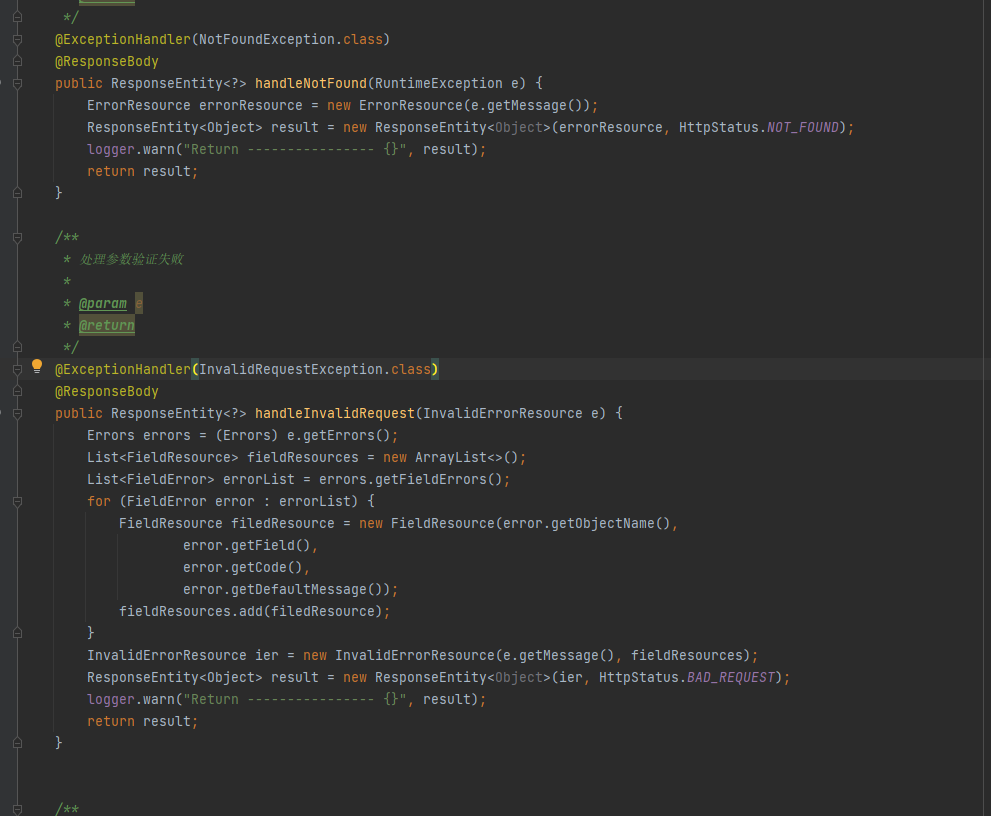 */
@ExceptionHandler(NotFoundException.class)
@ResponseBody
public ResponseEntity<?> handleNotFound(RuntimeException e) {
ErrorResource errorResource = new ErrorResource(e.getMessage());
ResponseEntity<Object> result = new ResponseEntity<Object>(errorResource, HttpStatus.NOT_FOUND);
logger.warn("Return ---------------- {}", result);
return result;
}
/**
* 处理参数验证失败
*
* @param e
* @return
*/
@ExceptionHandler(InvalidRequestException.class)
@ResponseBody
public ResponseEntity<?> handleInvalidRequest(InvalidErrorResource e) {
Errors errors = (Errors) e.getErrors();
List<FieldResource> fieldResources = new ArrayList<>();
List<FieldError> errorList = errors.getFieldErrors();
for (FieldError error : errorList) {
FieldResource filedResource = new FieldResource(error.getObjectName(),
error.getField(),
error.getCode(),
error.getDefaultMessage());
fieldResources.add(filedResource);
}
InvalidErrorResource ier = new InvalidErrorResource(e.getMessage(), fieldResources);
ResponseEntity<Object> result = new ResponseEntity<Object>(ier, HttpStatus.BAD_REQUEST);
logger.warn("Return ---------------- {}", result);
return result;
}
/**